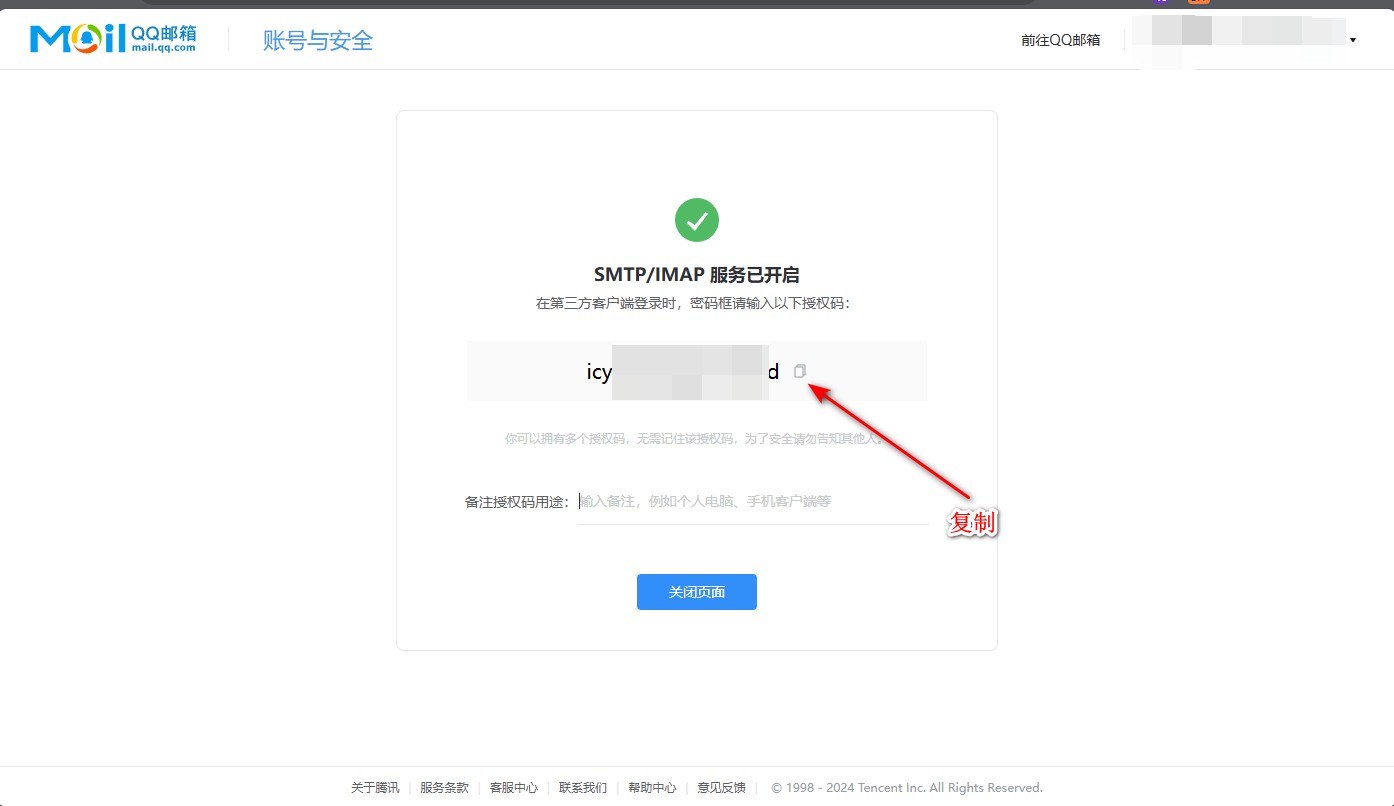 Mail QQ邮箱
mail.qq.com
账号与安全
前往QQ邮箱
SMTP/IMAP 服务已开启
在第三方客户端登录时，密码框请输入以下授权码：
icy d
你可以拥有多个授权码，无需记住该授权码，为了安全请勿告知其他人。
备注授权码用途： 输入备注，例如个人电脑、手机客户端等
复制
关闭页面
关于腾讯 | 服务条款 | 客服中心 | 联系我们 | 帮助中心 | 意见反馈 | © 1998 - 2024 Tencent Inc. All Rights Reserved.